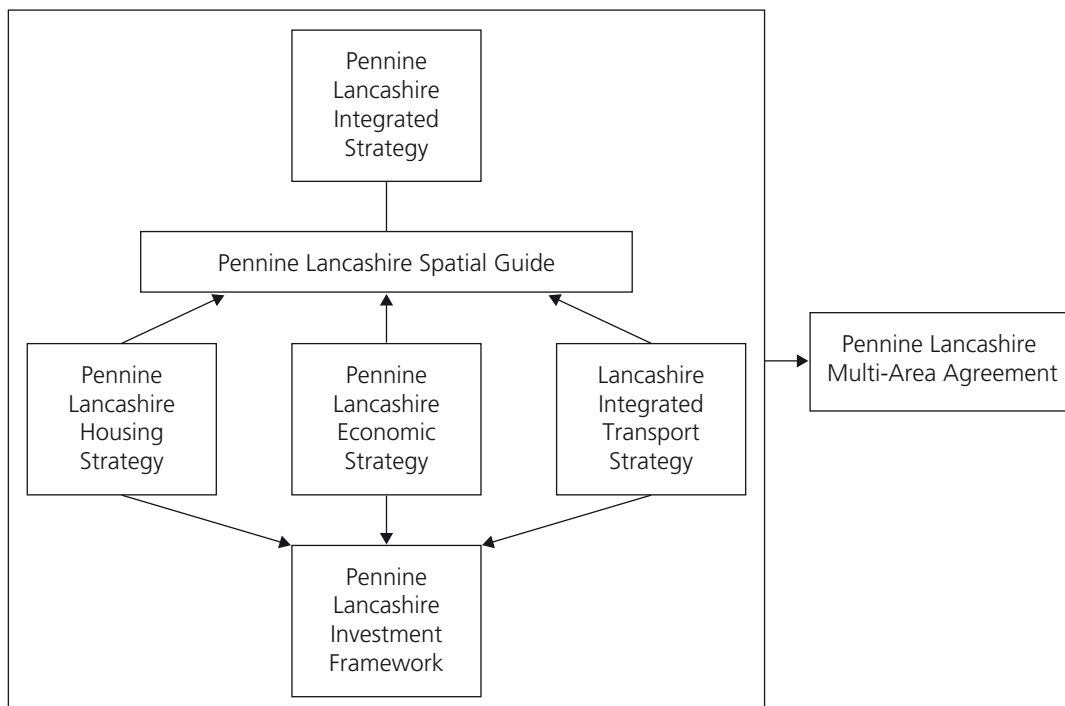 Pennine
Lancashire
Integrated
Strategy
Pennine Lancashire Spatial Guide
Pennine
Lancashire
Housing
Strategy
Pennine
Lancashire
Economic
Strategy
Lancashire
Integrated
Transport
Strategy
Pennine Lancashire
Multi-Area Agreement
Pennine
Lancashire
Investment
Framework